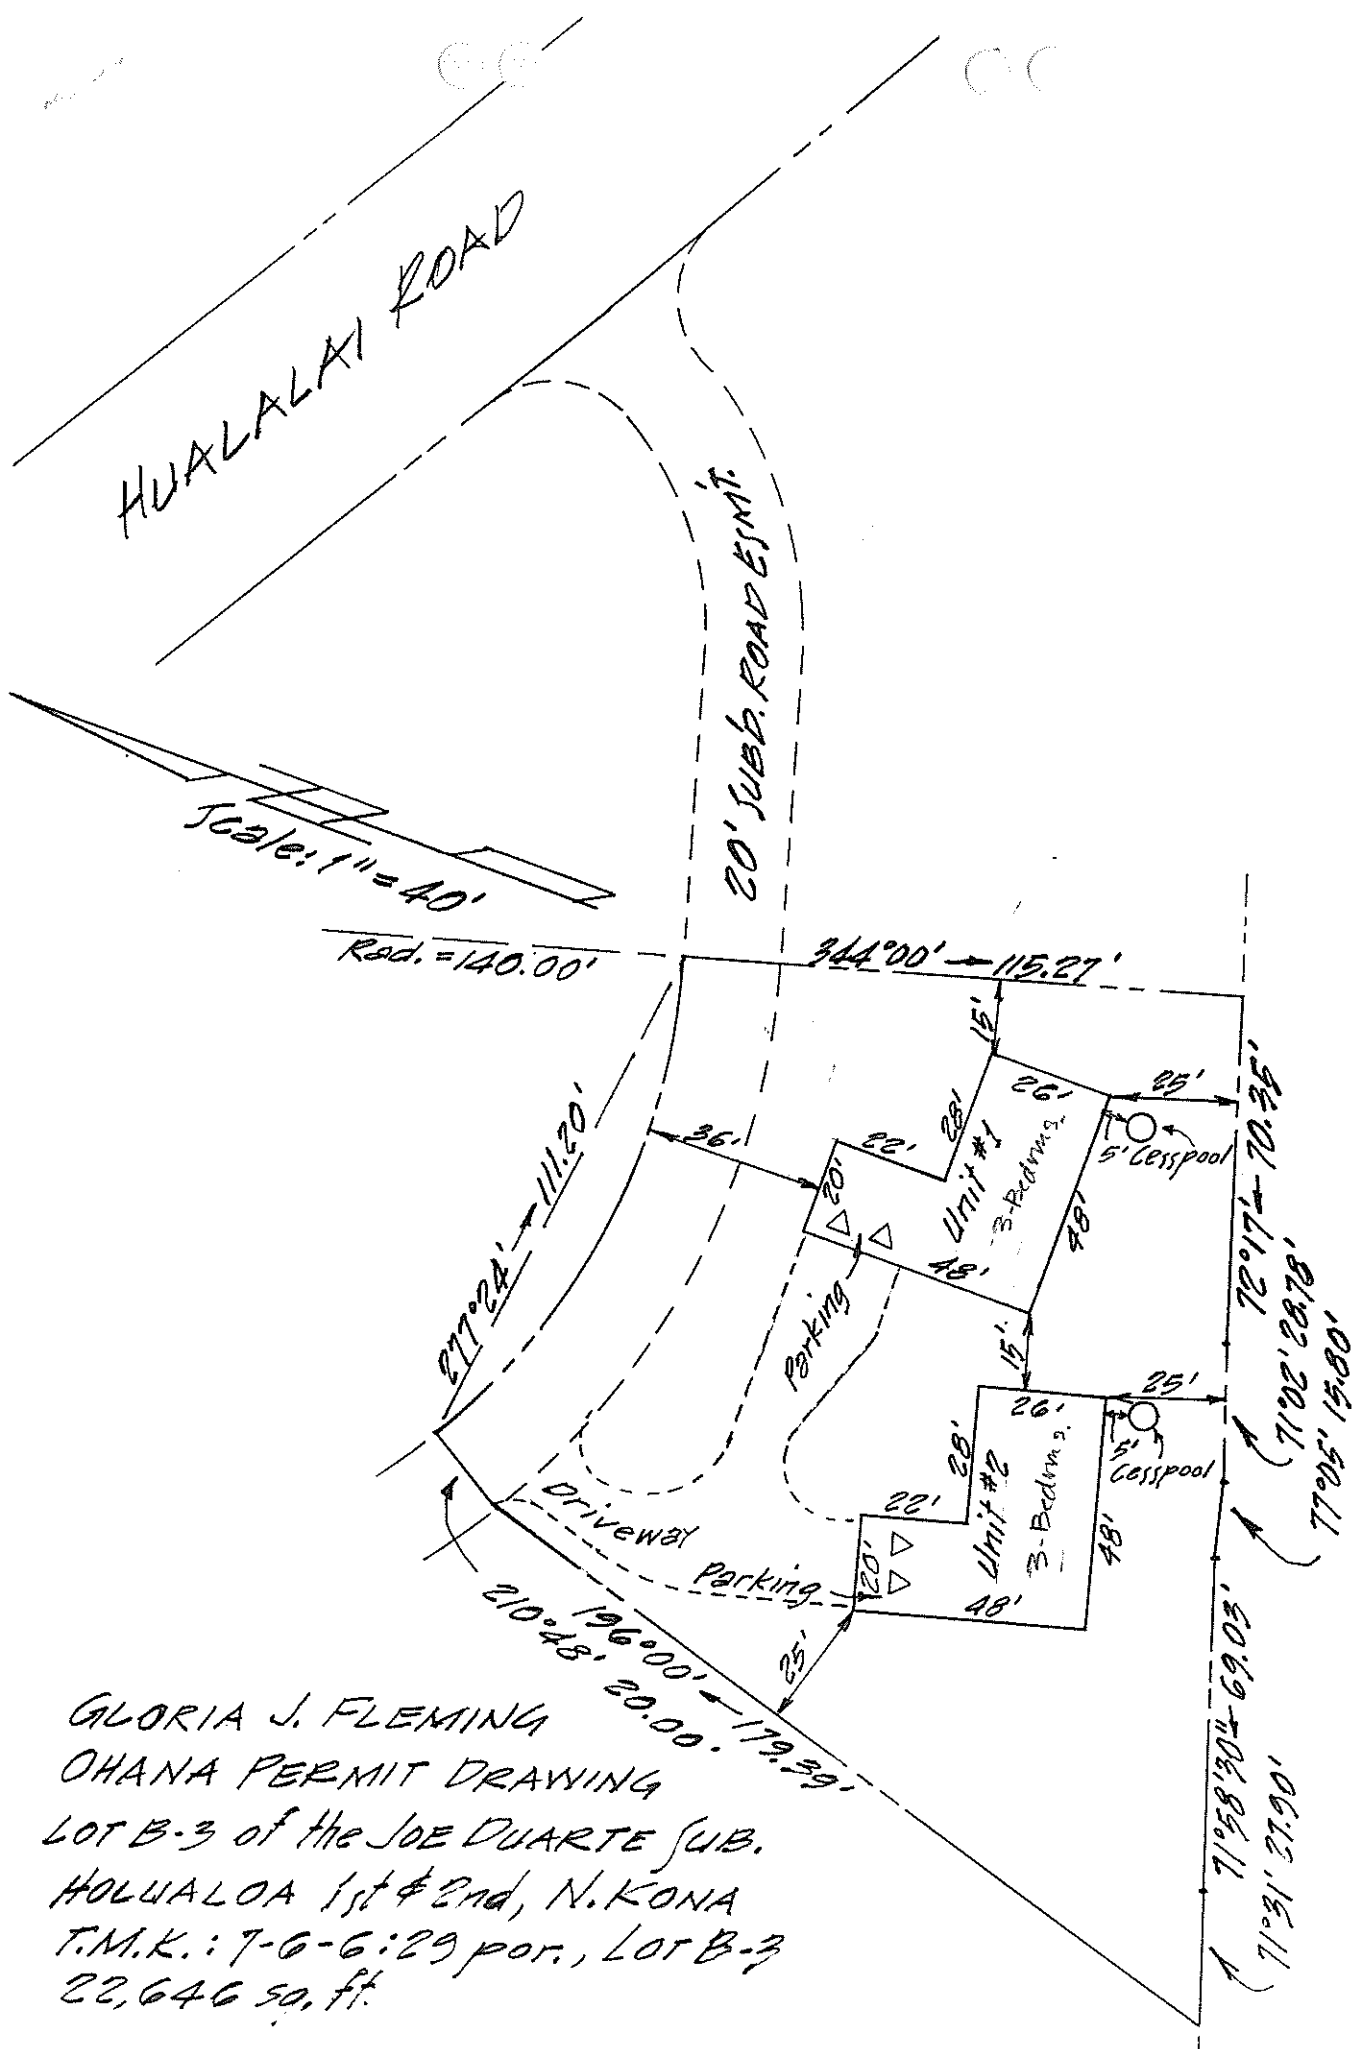 HUALALAI ROAD
20' SUBD. ROAD ESM'T.
Scale: 1" = 40'
Rad. = 140.00'
344°00' 115.27'
15'
26'
25'
36'
22'
28'
20'
Unit #1
3-Bedrms.
5' Cesspool
48'
48'
Parking
277°24' 111.20'
72°17' 70.35'
71°02' 28.78'
77°05' 15.80'
15'
26'
25'
28'
22'
20'
Unit #2
3-Bedrms.
5'
Cesspool
48'
48'
Driveway
Parking
25'
210°48' 20.00'
196°00' 179.39'
71°58'30" 69.03'
71°31' 27.90'
GLORIA J. FLEMING
OHANA PERMIT DRAWING
LOT B-3 of the JOE DUARTE SUB.
HOLUALOA 1st & 2nd, N. KONA
T.M.K.: 7-6-6:29 por., LOT B-3
22,646 sq. ft.